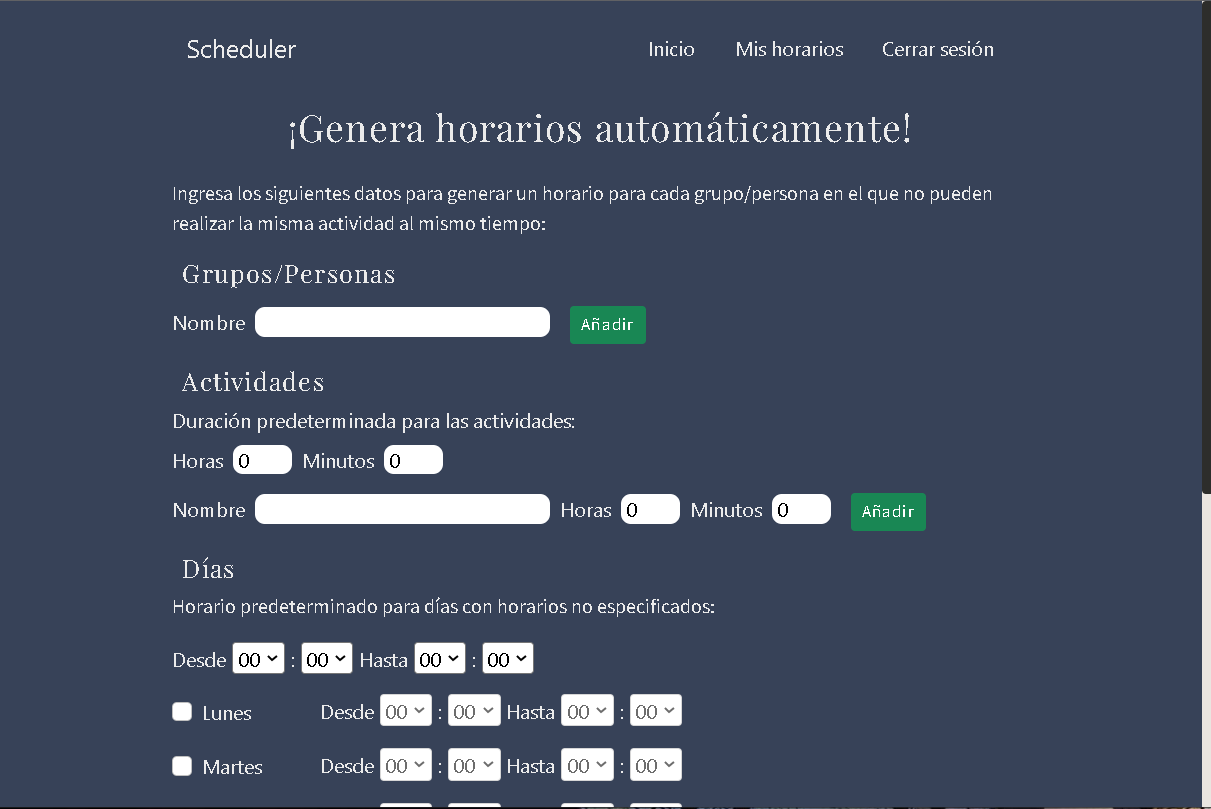 Scheduler Inicio Mis horarios Cerrar sesión
¡Genera horarios automáticamente!
Ingresa los siguientes datos para generar un horario para cada grupo/persona en el que no pueden
realizar la misma actividad al mismo tiempo:
Grupos/Personas
Nombre Añadir
Actividades
Duración predeterminada para las actividades:
Horas 0 Minutos 0
Nombre Horas 0 Minutos 0 Añadir
Días
Horario predeterminado para días con horarios no especificados:
Desde 00 : 00 Hasta 00 : 00
Lunes Desde 00 : 00 Hasta 00 : 00
Martes Desde 00 : 00 Hasta 00 : 00